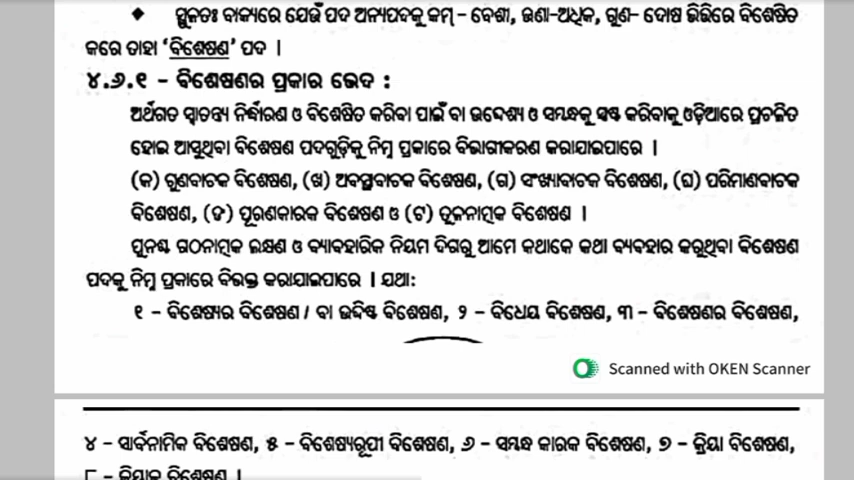 ◆ ସ୍ଥୂଳତଃ ବାକ୍ୟରେ ଯେଉଁ ପଦ ଅନ୍ୟପଦକୁ କମ୍ - ବେଶୀ, ଊଣା-ଅଧିକ, ଗୁଣ- ଦୋଷ ଭିତ୍ତିରେ ବିଶେଷିତ
କରେ ତାହା ‘ବିଶେଷଣ’ ପଦ ।
୪.୬.୧ - ବିଶେଷଣର ପ୍ରକାର ଭେଦ :
ଅର୍ଥଗତ ସ୍ବାତନ୍ତ୍ର୍ୟ ନିର୍ଦ୍ଧାରଣ ଓ ବିଶେଷିତ କରିବା ପାଇଁ ବା ଉଦ୍ଦେଶ୍ୟ ଓ ସମ୍ବନ୍ଧକୁ ସ୍ପଷ୍ଟ କରିବାକୁ ଓଡ଼ିଆରେ ପ୍ରଚଳିତ
ହୋଇ ଆସୁଥିବା ବିଶେଷଣ ପଦଗୁଡ଼ିକୁ ନିମ୍ନ ପ୍ରକାରେ ବିଭାଗୀକରଣ କରାଯାଇପାରେ ।
(କ) ଗୁଣବାଚକ ବିଶେଷଣ, (ଖ) ଅବସ୍ଥାବାଚକ ବିଶେଷଣ, (ଗ) ସଂଖ୍ୟାବାଚକ ବିଶେଷଣ, (ଘ) ପରିମାଣବାଚକ
ବିଶେଷଣ, (ଙ) ପୂରଣକାରକ ବିଶେଷଣ ଓ (ଚ) ତୁଳନାତ୍ମକ ବିଶେଷଣ ।
ପୁନଶ୍ଚ ଗଠନାତ୍ମକ ଲକ୍ଷଣ ଓ ବ୍ୟାବହାରିକ ନିୟମ ଦିଗରୁ ଆମେ କଥାକେ କଥା ବ୍ୟବହାର କରୁଥିବା ବିଶେଷଣ
ପଦକୁ ନିମ୍ନ ପ୍ରକାରେ ବିଭକ୍ତ କରାଯାଇପାରେ । ଯଥା:
୧ - ବିଶେଷ୍ୟର ବିଶେଷଣ / ବା ଉଦ୍ଦିଷ୍ଟ ବିଶେଷଣ, ୨ - ବିଧେୟ ବିଶେଷଣ, ୩ - ବିଶେଷଣର ବିଶେଷଣ,
Scanned with OKEN Scanner
୪ - ସାର୍ବନାମିକ ବିଶେଷଣ, ୫ - ବିଶେଷ୍ୟରୂପୀ ବିଶେଷଣ, ୬ - ସମ୍ବନ୍ଧ କାରକ ବିଶେଷଣ, ୭ - କ୍ରିୟା ବିଶେଷଣ,
୮ - ବିଶେଷଣ ।